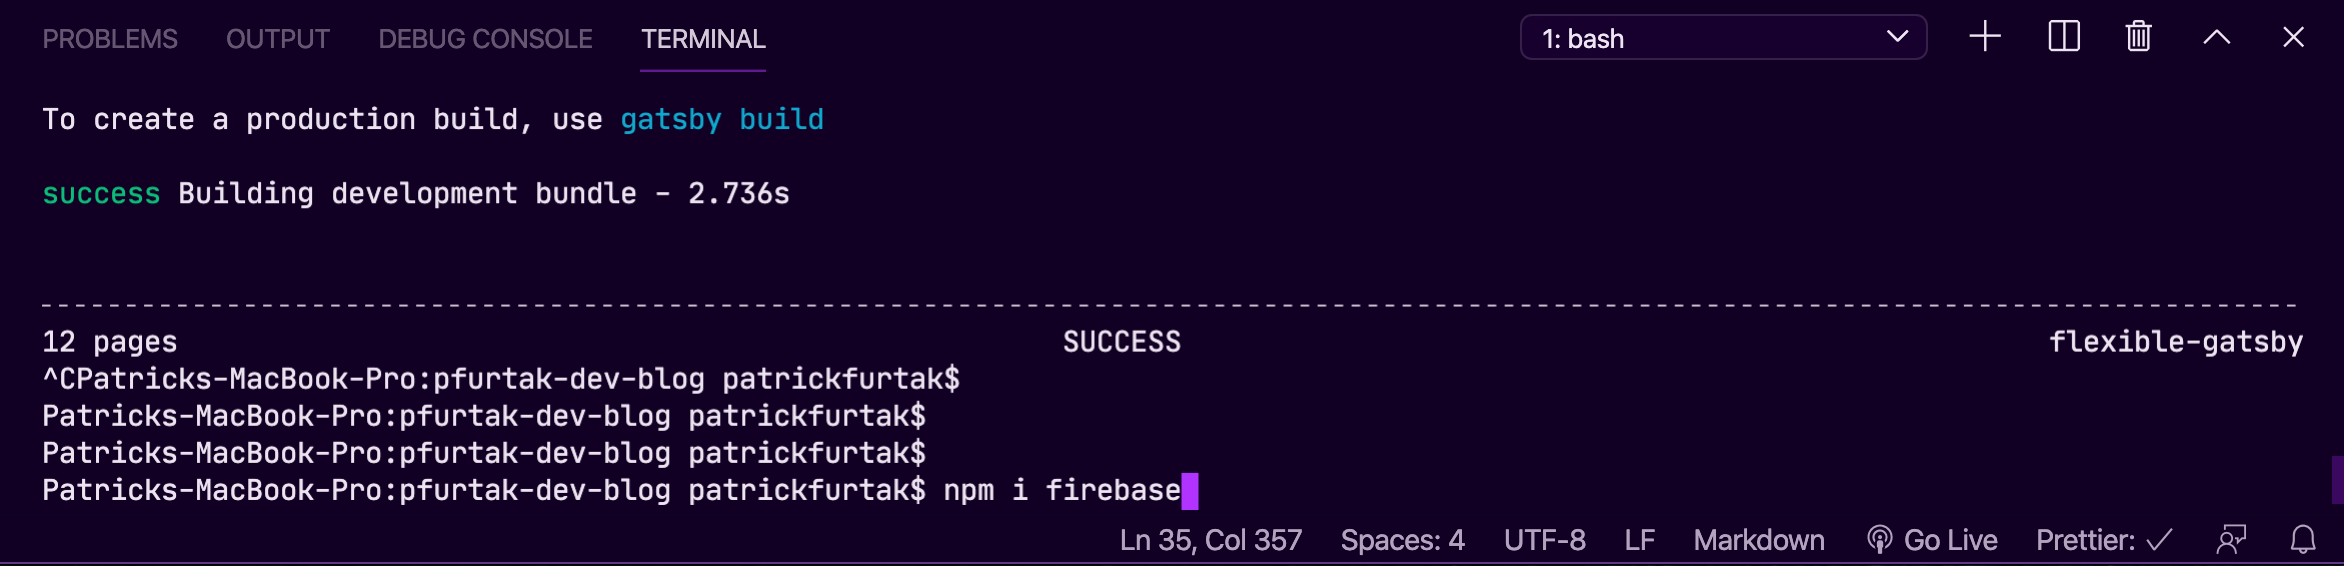 PROBLEMS OUTPUT DEBUG CONSOLE TERMINAL 1: bash
To create a production build, use gatsby build
success Building development bundle - 2.736s
12 pages SUCCESS flexible-gatsby
^CPatricks-MacBook-Pro:pfurtak-dev-blog patrickfurtak$
Patricks-MacBook-Pro:pfurtak-dev-blog patrickfurtak$
Patricks-MacBook-Pro:pfurtak-dev-blog patrickfurtak$
Patricks-MacBook-Pro:pfurtak-dev-blog patrickfurtak$ npm i firebase
Ln 35, Col 357 Spaces: 4 UTF-8 LF Markdown Go Live Prettier: ✓